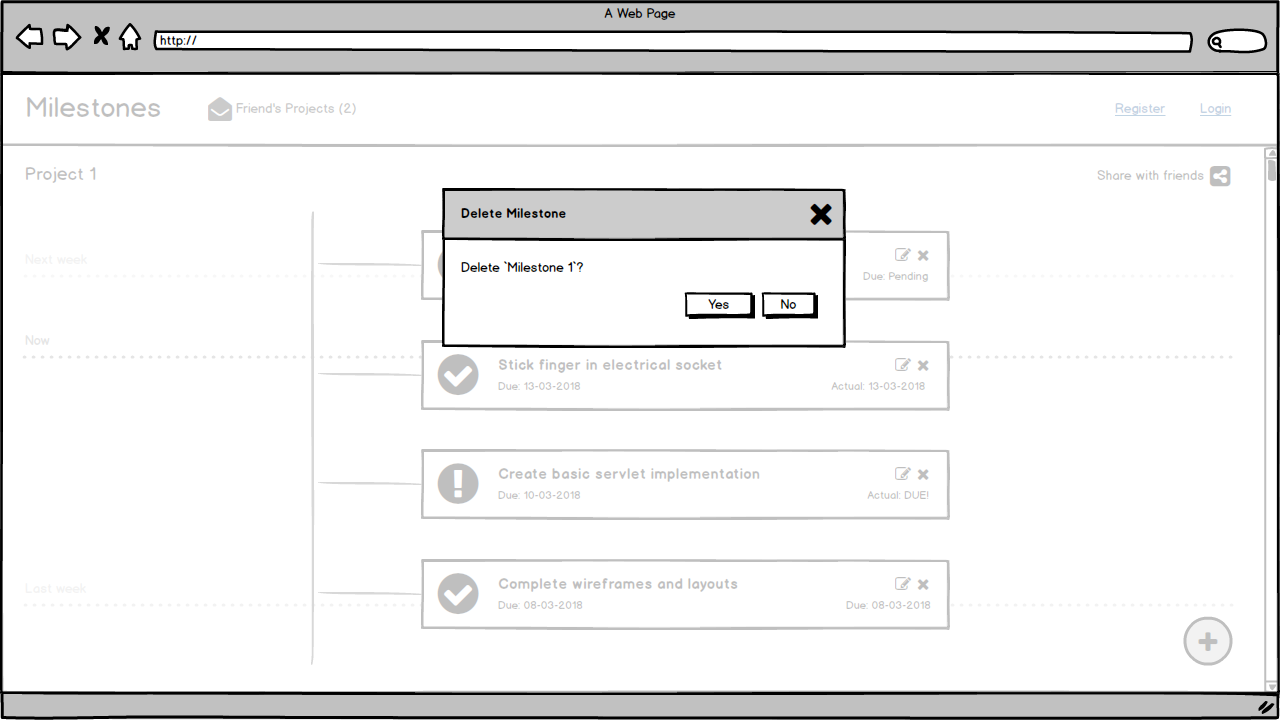 A Web Page
http://
Milestones
Friend's Projects (2)
Register
Login
Project 1
Share with friends
Delete Milestone
Delete `Milestone 1`?
Yes
No
Next week
Due: Pending
Now
Stick finger in electrical socket
Due: 13-03-2018
Actual: 13-03-2018
Create basic servlet implementation
Due: 10-03-2018
Actual: DUE!
Last week
Complete wireframes and layouts
Due: 08-03-2018
Due: 08-03-2018